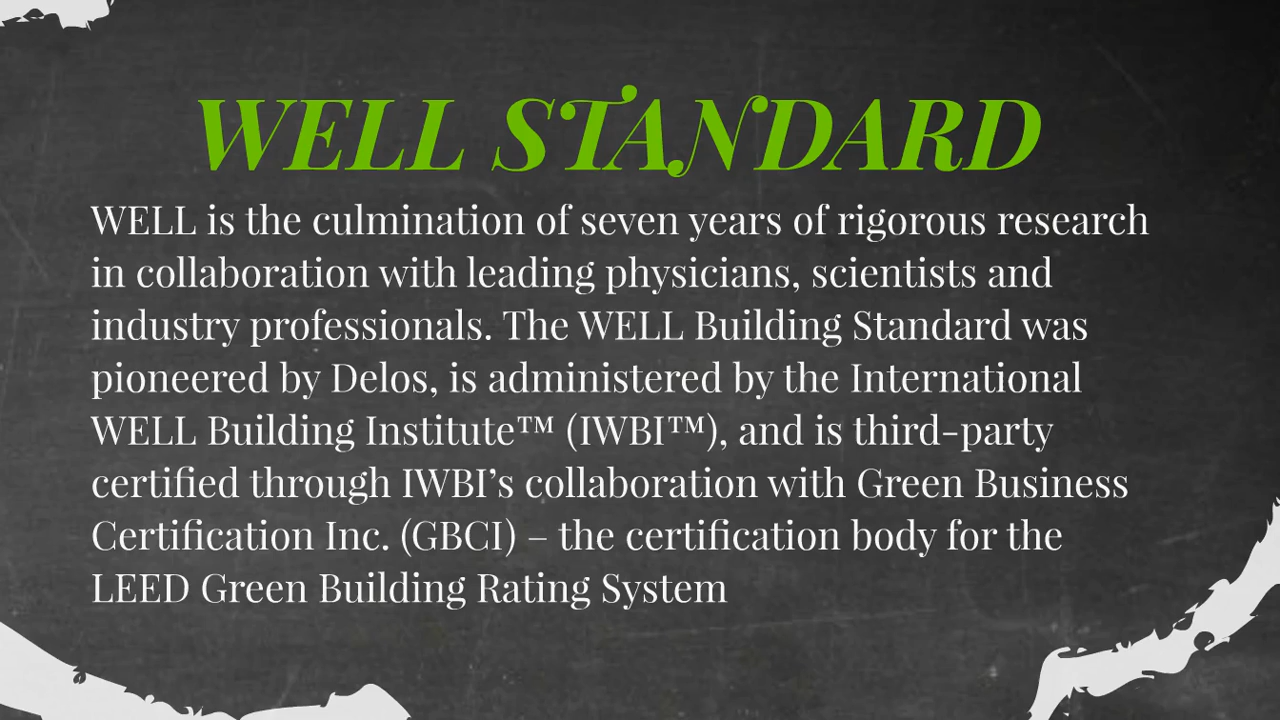 WELL STANDARD
WELL is the culmination of seven years of rigorous research
in collaboration with leading physicians, scientists and
industry professionals. The WELL Building Standard was
pioneered by Delos, is administered by the International
WELL Building Institute™ (IWBI™), and is third-party
certified through IWBI’s collaboration with Green Business
Certification Inc. (GBCI) – the certification body for the
LEED Green Building Rating System